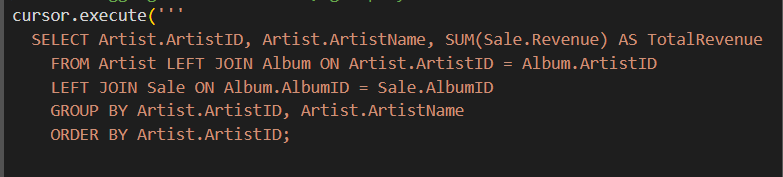 cursor.execute('''
SELECT Artist.ArtistID, Artist.ArtistName, SUM(Sale.Revenue) AS TotalRevenue
FROM Artist LEFT JOIN Album ON Artist.ArtistID = Album.ArtistID
LEFT JOIN Sale ON Album.AlbumID = Sale.AlbumID
GROUP BY Artist.ArtistID, Artist.ArtistName
ORDER BY Artist.ArtistID;